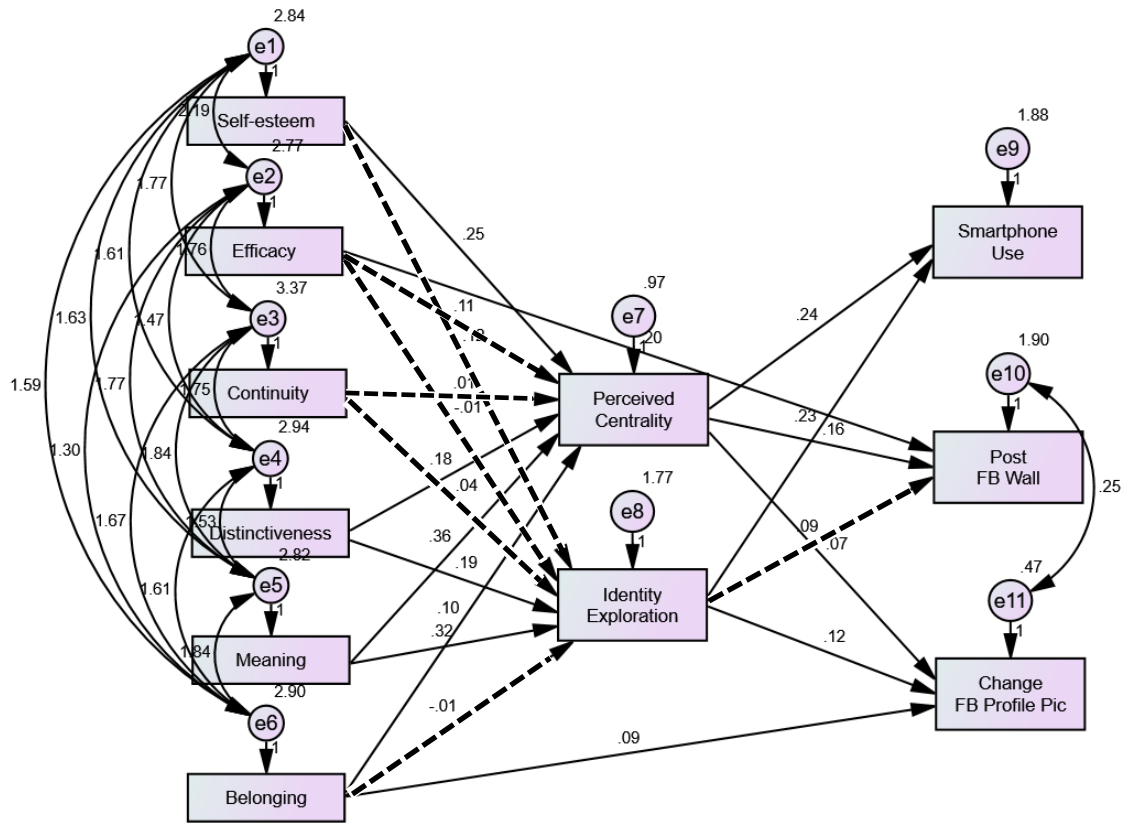 2.84
e1
1
2.19
Self-esteem
2.77
e2
1
1.77
1.76
1.61
Efficacy
3.37
e3
1
1.63
1.47
1.59
1.77
1.75
Continuity
2.94
e4
1
1.30
1.84
1.53
Distinctiveness
2.82
1.67
e5
1
1.61
1.84
Meaning
2.90
e6
1
Belonging
.25
.11
.12
.01
-.01
.18
.04
.36
.19
.10
.32
-.01
.09
.97
e7
1
.20
Perceived
Centrality
1.77
e8
1
Identity
Exploration
.24
.23
.16
.09
.07
.12
1.88
e9
1
Smartphone
Use
1.90
e10
1
Post
FB Wall
.25
.47
e11
1
Change
FB Profile Pic